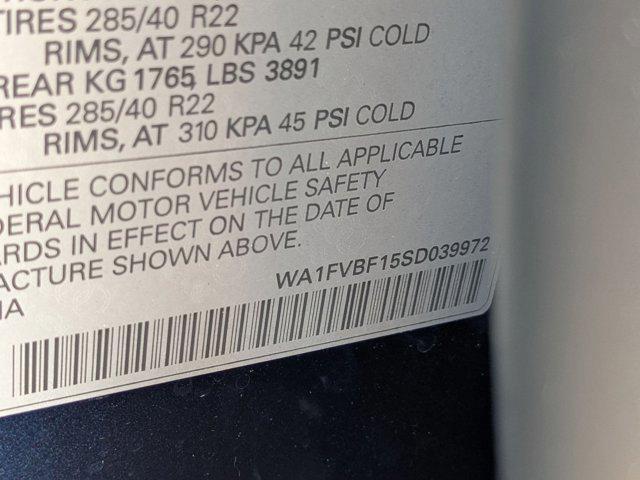 TIRES 285/40 R22
RIMS, AT 290 KPA 42 PSI COLD
REAR KG 1765, LBS 3891
RES 285/40 R22
RIMS, AT 310 KPA 45 PSI COLD
HICLE CONFORMS TO ALL APPLICABLE
DERAL MOTOR VEHICLE SAFETY
ARDS IN EFFECT ON THE DATE OF
ACTURE SHOWN ABOVE.
WA1FVBF15SD039972
IA